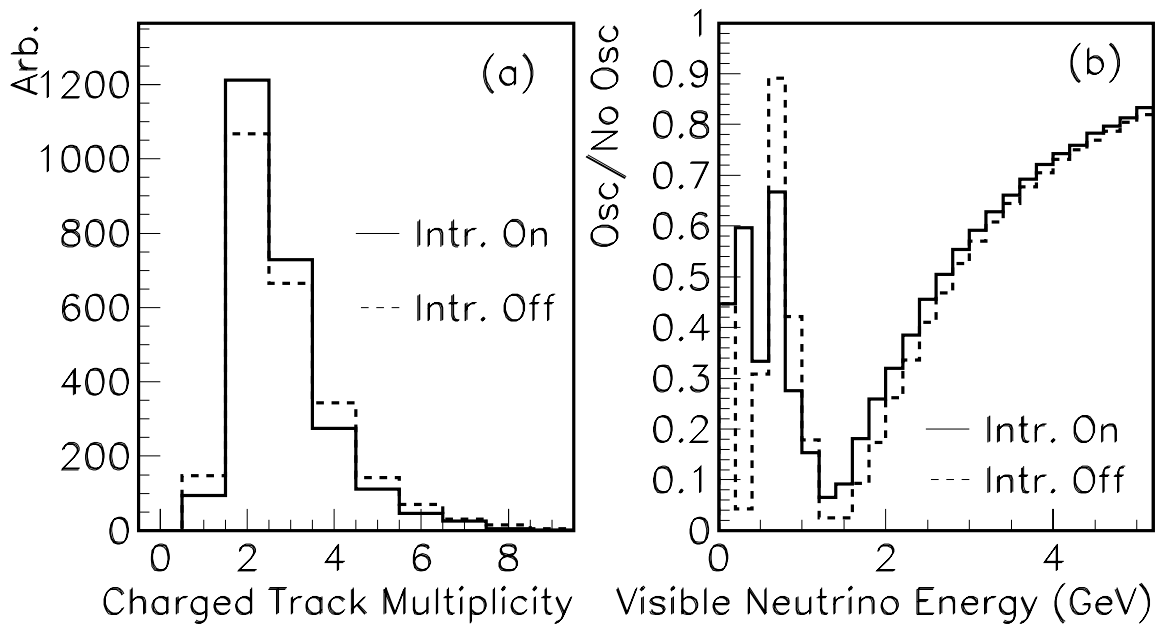 Arb.
(a)
1200
1000
800
600
400
200
0
Intr. On
Intr. Off
0 2 4 6 8
Charged Track Multiplicity
Osc/No Osc
(b)
1
0.9
0.8
0.7
0.6
0.5
0.4
0.3
0.2
0.1
0
Intr. On
Intr. Off
0 2 4
Visible Neutrino Energy (GeV)